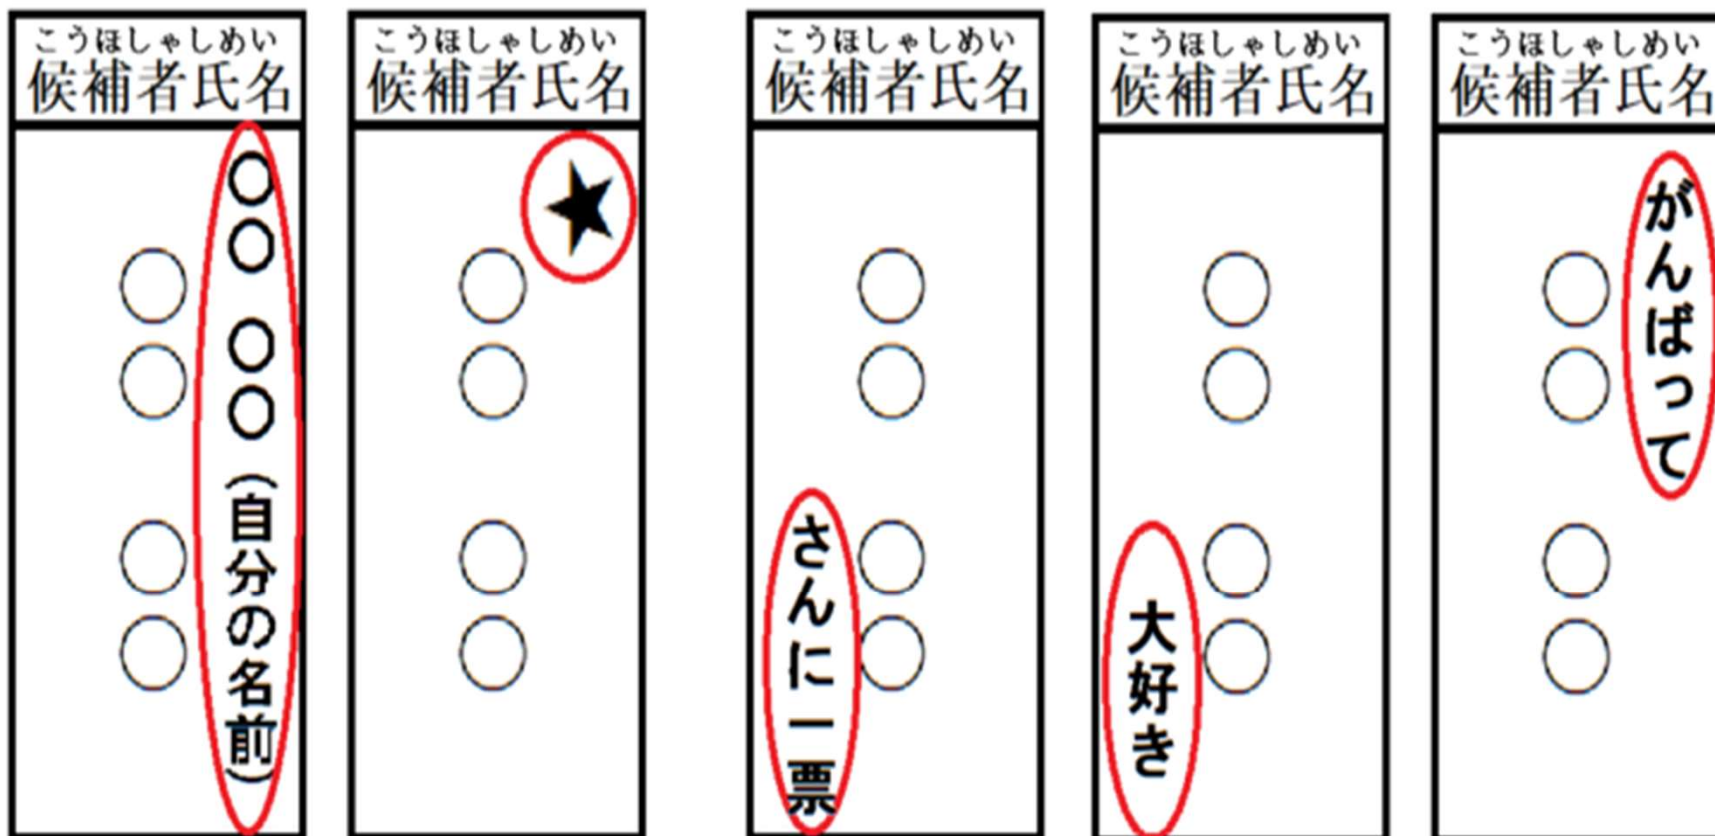 こうほしゃしめい
候補者氏名
○○ ○○(自分の名前)
○○ ○○
こうほしゃしめい
候補者氏名
★
○○ ○○
こうほしゃしめい
候補者氏名
○○ ○○
さんに一票
こうほしゃしめい
候補者氏名
○○ ○○
大好き
こうほしゃしめい
候補者氏名
がんばって
○○ ○○